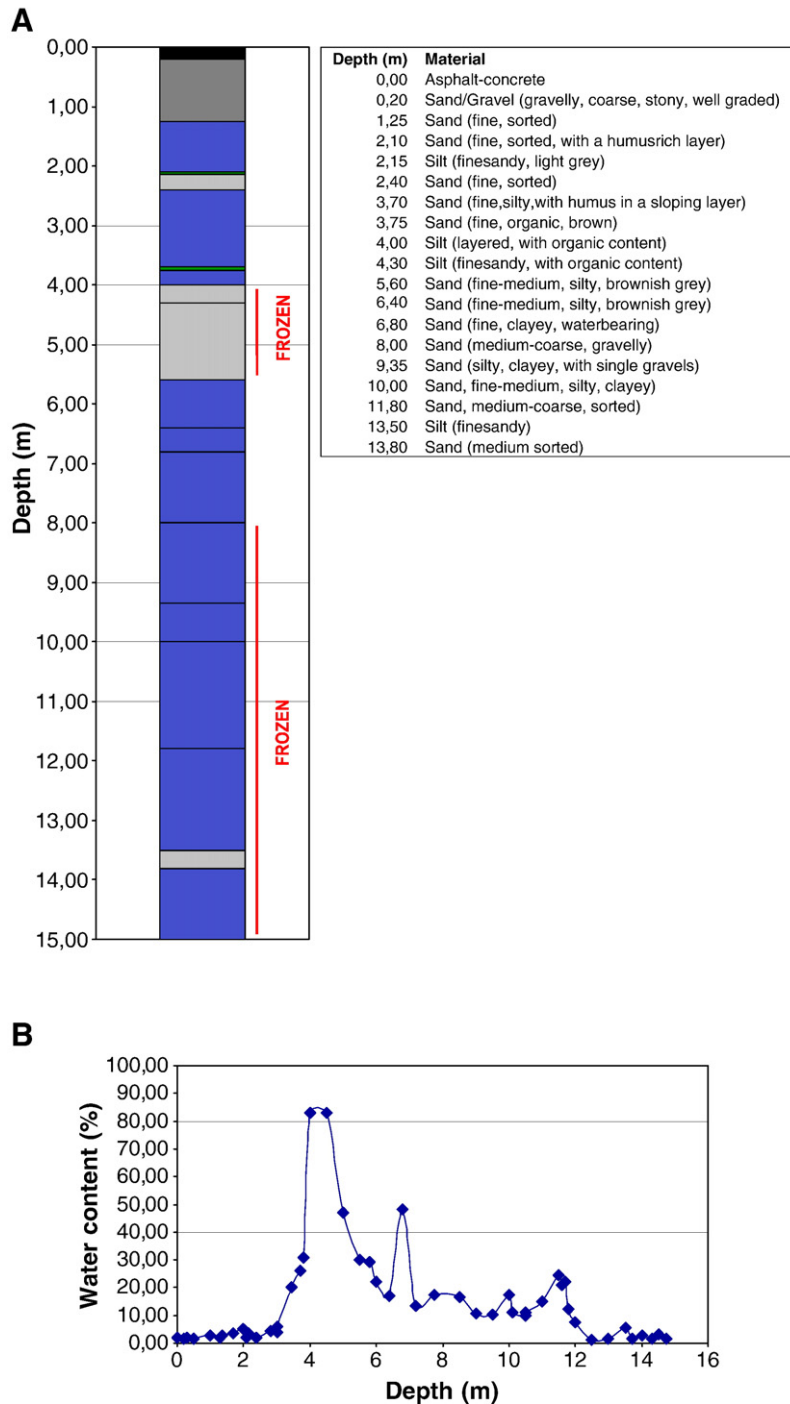 A
Depth (m) Material
0,00 Asphalt-concrete
0,20 Sand/Gravel (gravelly, coarse, stony, well graded)
1,25 Sand (fine, sorted)
2,10 Sand (fine, sorted, with a humusrich layer)
2,15 Silt (finesandy, light grey)
2,40 Sand (fine, sorted)
3,70 Sand (fine,silty,with humus in a sloping layer)
3,75 Sand (fine, organic, brown)
4,00 Silt (layered, with organic content)
4,30 Silt (finesandy, with organic content)
5,60 Sand (fine-medium, silty, brownish grey)
6,40 Sand (fine-medium, silty, brownish grey)
6,80 Sand (fine, clayey, waterbearing)
8,00 Sand (medium-coarse, gravelly)
9,35 Sand (silty, clayey, with single gravels)
10,00 Sand, fine-medium, silty, clayey)
11,80 Sand, medium-coarse, sorted)
13,50 Silt (finesandy)
13,80 Sand (medium sorted)
Depth (m)
0,00
1,00
2,00
3,00
4,00
5,00
6,00
7,00
8,00
9,00
10,00
11,00
12,00
13,00
14,00
15,00
FROZEN
FROZEN
B
Water content (%)
100,00
90,00
80,00
70,00
60,00
50,00
40,00
30,00
20,00
10,00
0,00
0 2 4 6 8 10 12 14 16
Depth (m)